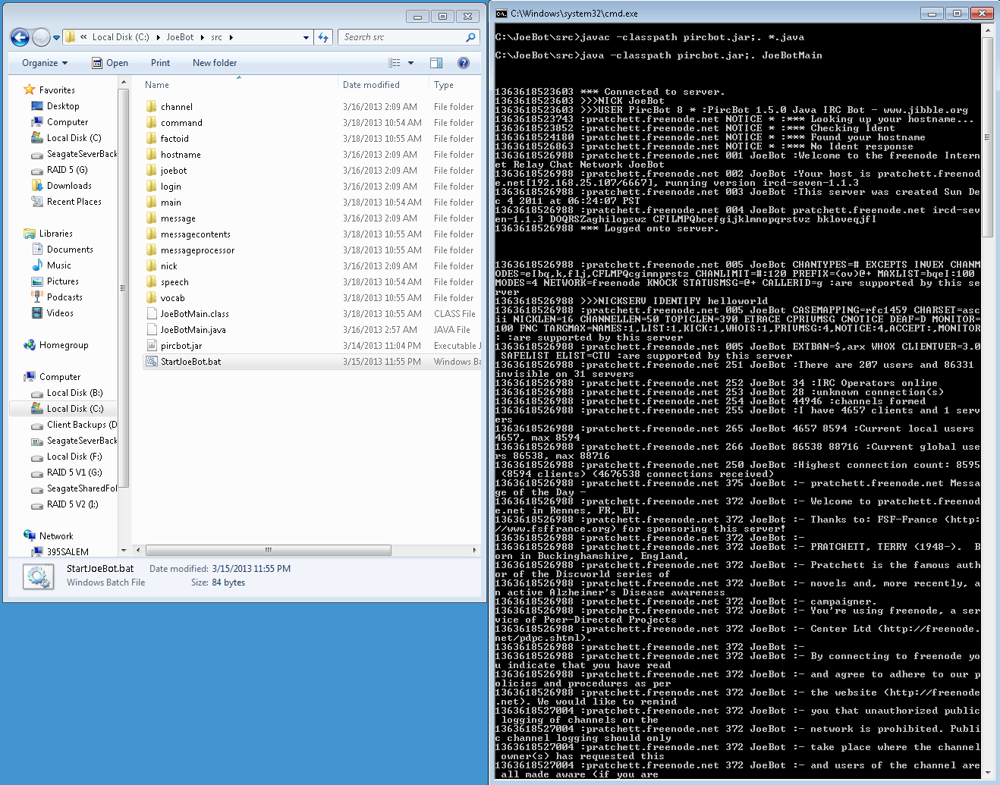 « Local Disk (C:) ▸ JoeBot ▸ src ▸
Search src
Organize
Open
Print
New folder
Favorites
Desktop
Computer
Local Disk (C)
SeagateSeverBack
RAID 5 (G)
Downloads
Recent Places
Libraries
Documents
Music
Pictures
Podcasts
Videos
Homegroup
Computer
Local Disk (B:)
Local Disk (C:)
Client Backups (D
SeagateSeverBack
Local Disk (F:)
RAID 5 V1 (G:)
SeagateSharedFol
RAID 5 V2 (I:)
Network
395SALEM
Name Date modified Type
channel 3/16/2013 2:09 AM File folder
command 3/18/2013 10:54 AM File folder
factoid 3/18/2013 10:55 AM File folder
hostname 3/16/2013 2:09 AM File folder
joebot 3/16/2013 2:09 AM File folder
login 3/16/2013 2:09 AM File folder
main 3/18/2013 10:54 AM File folder
message 3/16/2013 2:09 AM File folder
messagecontents 3/18/2013 10:55 AM File folder
messageprocessor 3/18/2013 10:55 AM File folder
nick 3/16/2013 2:09 AM File folder
speech 3/18/2013 10:55 AM File folder
vocab 3/18/2013 10:55 AM File folder
JoeBotMain.class 3/18/2013 10:55 AM CLASS File
JoeBotMain.java 3/16/2013 2:57 AM JAVA File
pircbot.jar 3/14/2013 11:04 PM Executable J
StartJoeBot.bat 3/15/2013 11:55 PM Windows Ba
StartJoeBot.bat Date modified: 3/15/2013 11:55 PM
Windows Batch File Size: 84 bytes
C:\Windows\system32\cmd.exe
C:\JoeBot\src>javac -classpath pircbot.jar;. *.java
C:\JoeBot\src>java -classpath pircbot.jar;. JoeBotMain
1363618523603 *** Connected to server.
1363618523603 >>>NICK JoeBot
1363618523603 >>>USER PircBot 8 * :PircBot 1.5.0 Java IRC Bot - www.jibble.org
1363618523743 :pratchett.freenode.net NOTICE * :*** Looking up your hostname...
1363618523852 :pratchett.freenode.net NOTICE * :*** Checking Ident
1363618524180 :pratchett.freenode.net NOTICE * :*** Found your hostname
1363618526863 :pratchett.freenode.net NOTICE * :*** No Ident response
1363618526988 :pratchett.freenode.net 001 JoeBot :Welcome to the freenode Intern
et Relay Chat Network JoeBot
1363618526988 :pratchett.freenode.net 002 JoeBot :Your host is pratchett.freenod
e.net[192.168.25.107/6667], running version ircd-seven-1.1.3
1363618526988 :pratchett.freenode.net 003 JoeBot :This server was created Sun De
c 4 2011 at 06:24:07 PST
1363618526988 :pratchett.freenode.net 004 JoeBot pratchett.freenode.net ircd-sev
en-1.1.3 DOQRSZaghilopswz CFILMPQbcefgijklmnopqrstvz bkloveqjfI
1363618526988 *** Logged onto server.
1363618526988 :pratchett.freenode.net 005 JoeBot CHANTYPES=# EXCEPTS INVEX CHANM
ODES=eIbq,k,flj,CFLMPQcgimnprstz CHANLIMIT=#:120 PREFIX=(ov)@+ MAXLIST=bqeI:100
MODES=4 NETWORK=freenode KNOCK STATUSMSG=@+ CALLERID=g :are supported by this se
rver
1363618526988 >>>NICKSERV IDENTIFY helloworld
1363618526988 :pratchett.freenode.net 005 JoeBot CASEMAPPING=rfc1459 CHARSET=asc
ii NICKLEN=16 CHANNELLEN=50 TOPICLEN=390 ETRACE CPRIVMSG CNOTICE DEAF=D MONITOR=
100 FNC TARGMAX=NAMES:1,LIST:1,KICK:1,WHOIS:1,PRIVMSG:4,NOTICE:4,ACCEPT:,MONITOR
: :are supported by this server
1363618526988 :pratchett.freenode.net 005 JoeBot EXTBAN=$,arx WHOX CLIENTVER=3.0
SAFELIST ELIST=CTU :are supported by this server
1363618526988 :pratchett.freenode.net 251 JoeBot :There are 207 users and 86331
invisible on 31 servers
1363618526988 :pratchett.freenode.net 252 JoeBot 34 :IRC Operators online
1363618526988 :pratchett.freenode.net 253 JoeBot 28 :unknown connection(s)
1363618526988 :pratchett.freenode.net 254 JoeBot 44946 :channels formed
1363618526988 :pratchett.freenode.net 255 JoeBot :I have 4657 clients and 1 serv
ers
1363618526988 :pratchett.freenode.net 265 JoeBot 4657 8594 :Current local users
4657, max 8594
1363618526988 :pratchett.freenode.net 266 JoeBot 86538 88716 :Current global use
rs 86538, max 88716
1363618526988 :pratchett.freenode.net 250 JoeBot :Highest connection count: 8595
(8594 clients) (4676538 connections received)
1363618526988 :pratchett.freenode.net 375 JoeBot :- pratchett.freenode.net Messa
ge of the Day -
1363618526988 :pratchett.freenode.net 372 JoeBot :- Welcome to pratchett.freenod
e.net in Rennes, FR, EU.
1363618526988 :pratchett.freenode.net 372 JoeBot :- Thanks to: FSF-France (http:
//www.fsffrance.org) for sponsoring this server!
1363618526988 :pratchett.freenode.net 372 JoeBot :-
1363618526988 :pratchett.freenode.net 372 JoeBot :- PRATCHETT, TERRY (1948-).  B
orn in Buckinghamshire, England,
1363618526988 :pratchett.freenode.net 372 JoeBot :- Pratchett is the famous auth
or of the Discworld series of
1363618526988 :pratchett.freenode.net 372 JoeBot :- novels and, more recently, a
n active Alzheimer's Disease awareness
1363618526988 :pratchett.freenode.net 372 JoeBot :- campaigner.
1363618526988 :pratchett.freenode.net 372 JoeBot :- You're using freenode, a ser
vice of Peer-Directed Projects
1363618526988 :pratchett.freenode.net 372 JoeBot :- Center Ltd (http://freenode.
net/pdpc.shtml).
1363618526988 :pratchett.freenode.net 372 JoeBot :-
1363618526988 :pratchett.freenode.net 372 JoeBot :- By connecting to freenode yo
u indicate that you have read
1363618526988 :pratchett.freenode.net 372 JoeBot :- and agree to adhere to our p
olicies and procedures as per
1363618526988 :pratchett.freenode.net 372 JoeBot :- the website (http://freenode
.net). We would like to remind
1363618527004 :pratchett.freenode.net 372 JoeBot :- you that unauthorized public
logging of channels on the
1363618527004 :pratchett.freenode.net 372 JoeBot :- network is prohibited. Publi
c channel logging should only
1363618527004 :pratchett.freenode.net 372 JoeBot :- take place where the channel
owner(s) has requested this
1363618527004 :pratchett.freenode.net 372 JoeBot :- and users of the channel are
all made aware (if you are